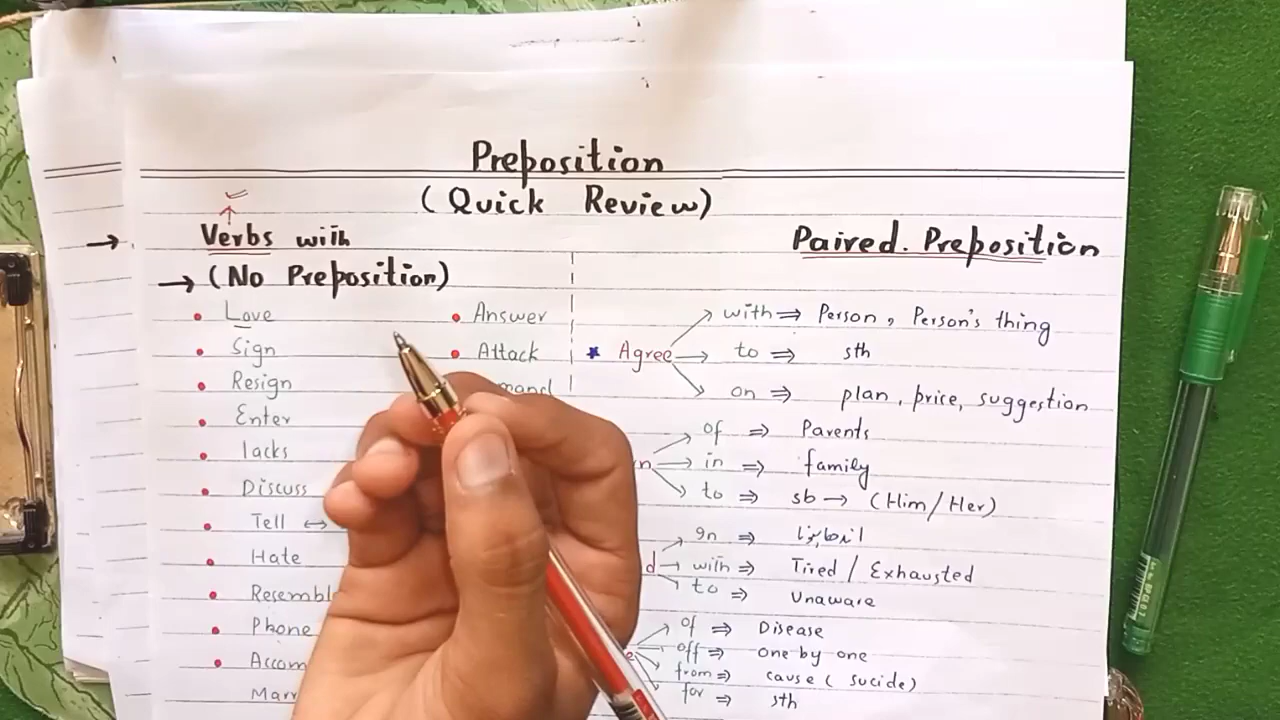 Preposition
(Quick Review)
Verbs with
→ (No Preposition)
• Love
• Sign
• Resign
• Enter
• lacks
• Discuss
• Tell ↔
• Hate
• Resembl
• Phone
• Accom
Marr
• Answer
• Attack
mand
Paired. Preposition
★ Agree
with ⇒ Person, Person's thing
to ⇒ sth
on ⇒ plan, price, suggestion
n
of ⇒ Parents
in ⇒ family
to ⇒ sb → (Him/Her)
d
In ⇒
with ⇒ Tired / Exhausted
to ⇒ Unaware
e
of ⇒ Disease
off ⇒ one by one
from ⇒ cause (sucide)
for ⇒ sth